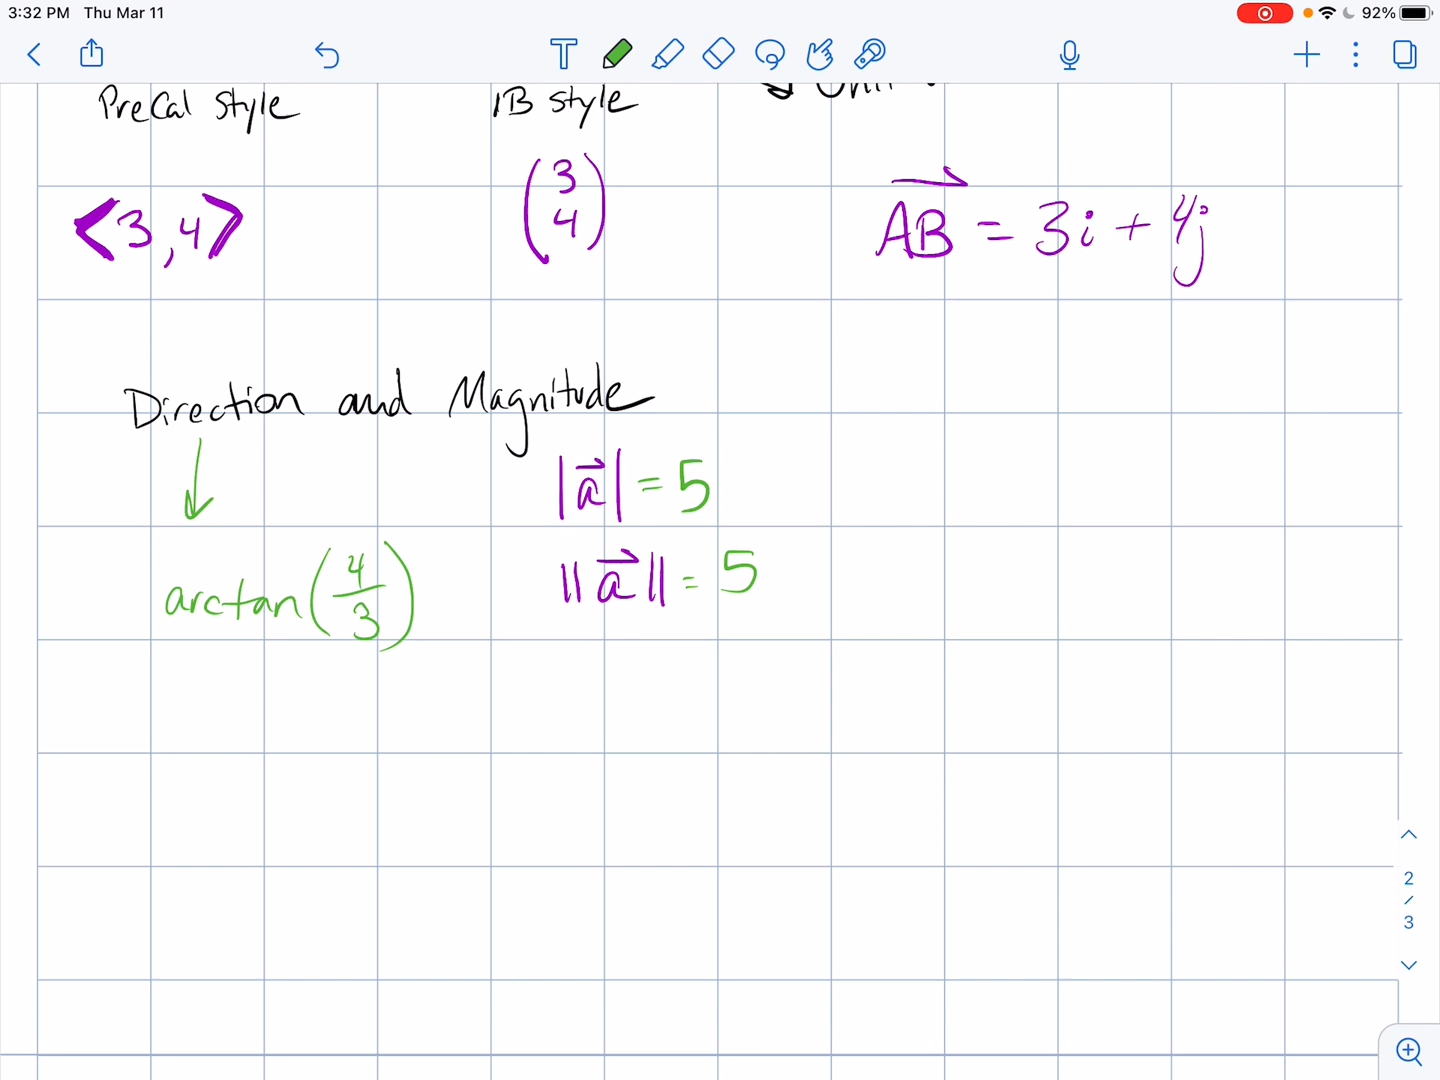 3:32 PM Thu Mar 11 92%
PreCal Style IB style
<3,4> (3 4) AB = 3i + 4j
Direction and Magnitude
|a| = 5
arctan(4/3) ||a|| = 5
2
/
3